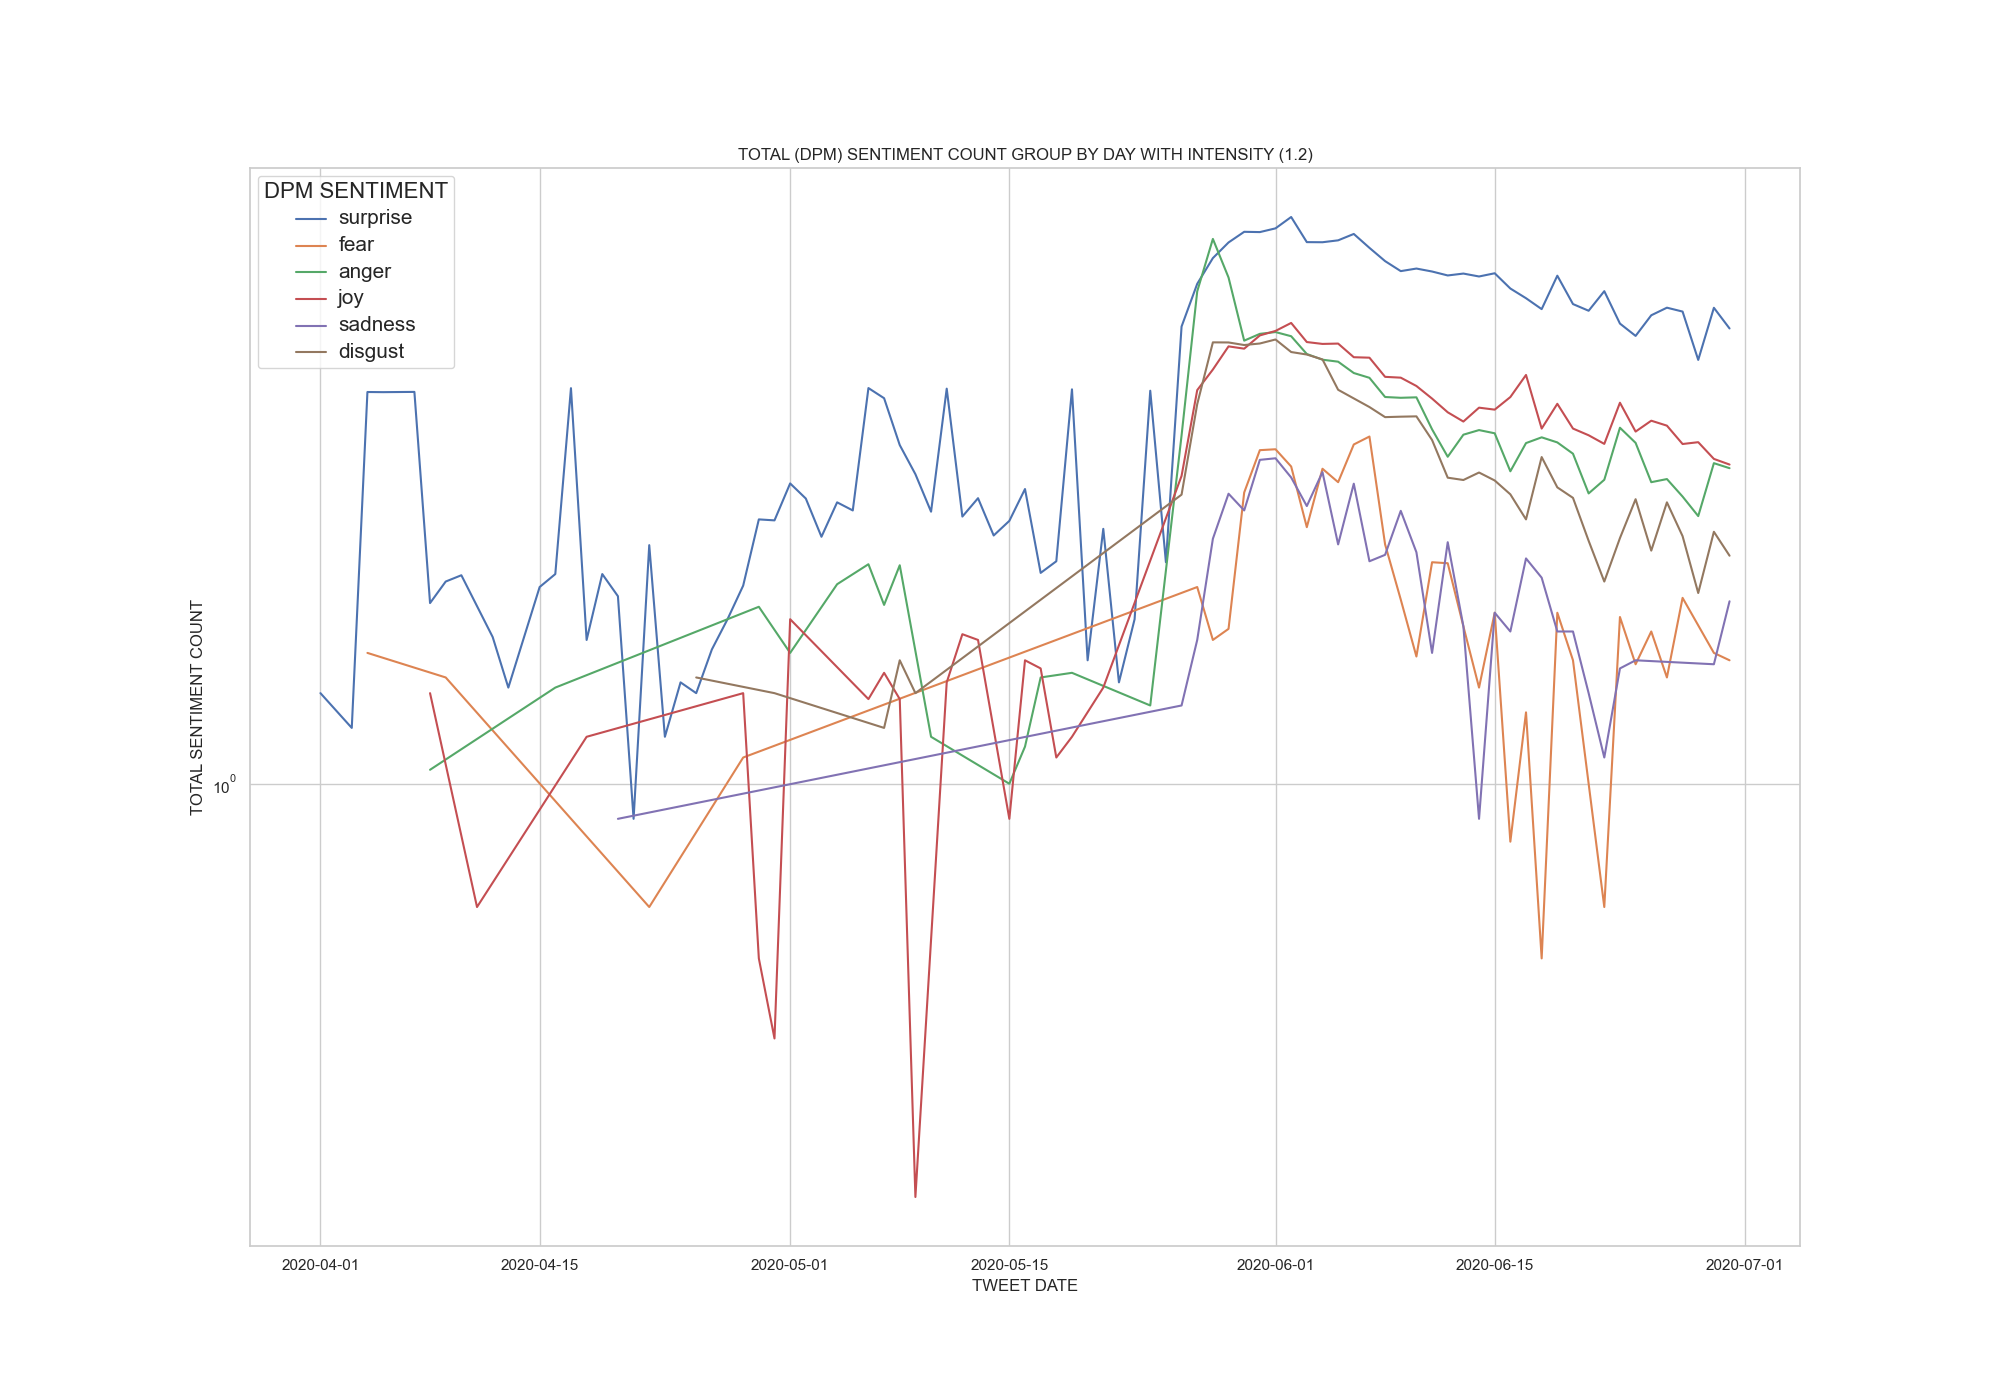 TOTAL (DPM) SENTIMENT COUNT GROUP BY DAY WITH INTENSITY (1.2)
DPM SENTIMENT
surprise
fear
anger
joy
sadness
disgust
TOTAL SENTIMENT COUNT
10^0
2020-04-01 2020-04-15 2020-05-01 2020-05-15 2020-06-01 2020-06-15 2020-07-01
TWEET DATE